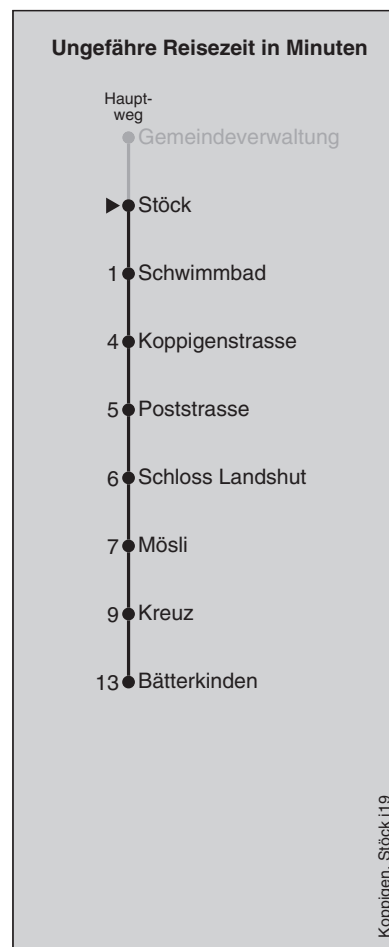 Ungefähre Reisezeit in Minuten
Haupt-
weg
Gemeindeverwaltung
Stöck
1 Schwimmbad
4 Koppigenstrasse
5 Poststrasse
6 Schloss Landshut
7 Mösli
9 Kreuz
13 Bätterkinden
Koppigen, Stöck j19